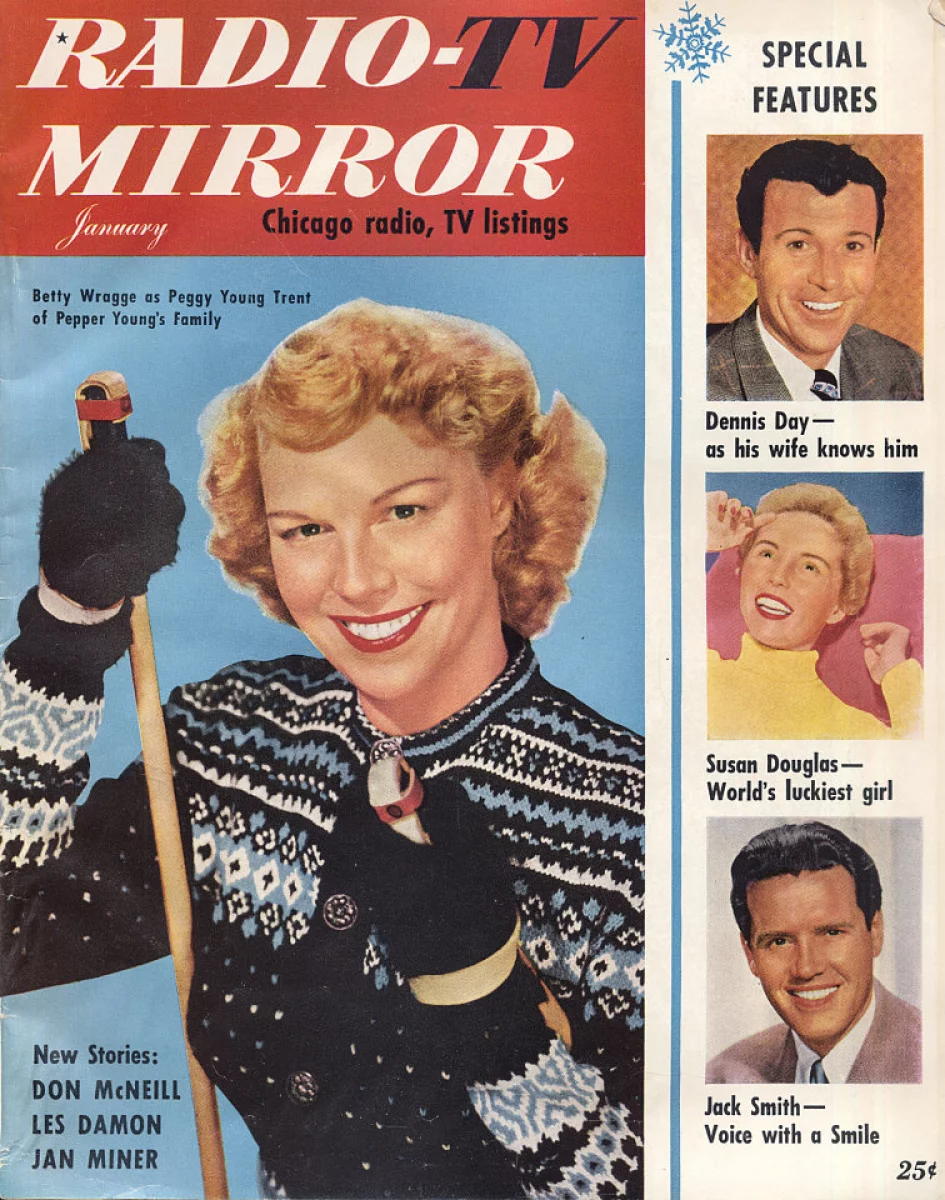 RADIO-TV
MIRROR
January
Chicago radio, TV listings
Betty Wragge as Peggy Young Trent
of Pepper Young's Family
New Stories:
DON McNEILL
LES DAMON
JAN MINER
SPECIAL
FEATURES
Dennis Day—
as his wife knows him
Susan Douglas—
World's luckiest girl
Jack Smith—
Voice with a Smile
25¢